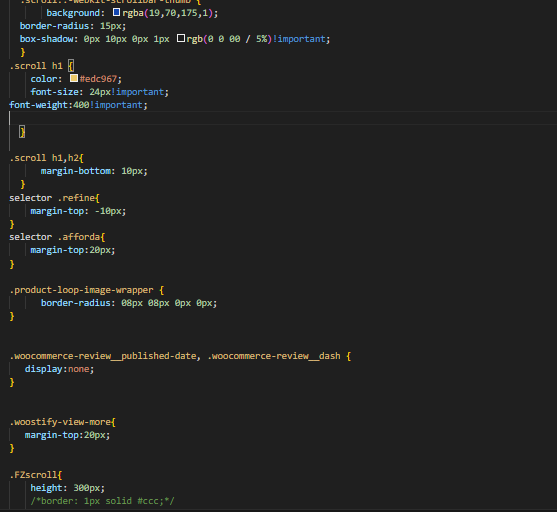 .scroll::-webkit-scrollbar-thumb {
background: rgba(19,70,175,1);
border-radius: 15px;
box-shadow: 0px 10px 0px 1px rgb(0 0 00 / 5%)!important;
}
.scroll h1 {
color: #edc967;
font-size: 24px!important;
font-weight:400!important;
}
.scroll h1,h2{
margin-bottom: 10px;
}
selector .refine{
margin-top: -10px;
}
selector .afforda{
margin-top:20px;
}
.product-loop-image-wrapper {
border-radius: 08px 08px 0px 0px;
}
.woocommerce-review__published-date, .woocommerce-review__dash {
display:none;
}
.woostify-view-more{
margin-top:20px;
}
.FZscroll{
height: 300px;
/*border: 1px solid #ccc;*/